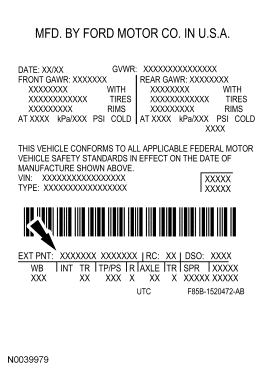 MFD. BY FORD MOTOR CO. IN U.S.A.
DATE: XX/XX GVWR: XXXXXXXXXXXXXXX
FRONT GAWR: XXXXXXX REAR GAWR: XXXXXXXX
XXXXXXXX WITH XXXXXXXX WITH
XXXXXXXXXXXX TIRES XXXXXXXXXXXX TIRES
XXXXXXXXX RIMS XXXXXXXXX RIMS
AT XXXX kPa/XXX PSI COLD AT XXXX kPa/XXX PSI COLD
XXXX
THIS VEHICLE CONFORMS TO ALL APPLICABLE FEDERAL MOTOR
VEHICLE SAFETY STANDARDS IN EFFECT ON THE DATE OF
MANUFACTURE SHOWN ABOVE.
VIN: XXXXXXXXXXXXXXXXX XXXXX
TYPE: XXXXXXXXXXXXXXXXX XXXXX
EXT PNT: XXXXXXX XXXXXXX RC: XX DSO: XXXX
WB INT TR TP/PS R AXLE TR SPR XXXXX
XXX XX XXX X XX X XXXXX XXXXX
UTC F85B-1520472-AB
N0039979